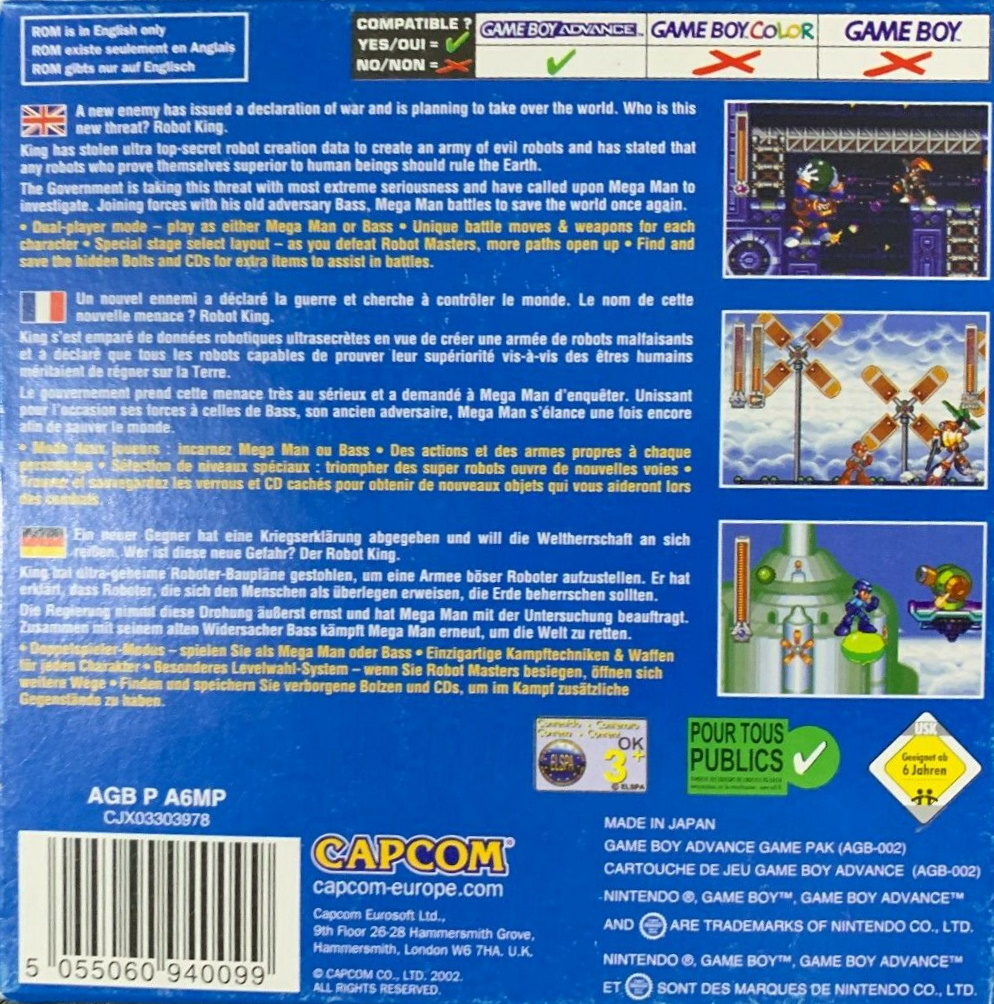 ROM is in English only
ROM existe seulement en Anglais
ROM gibts nur auf Englisch
COMPATIBLE ?
YES/OUI =
NO/NON =
GAME BOY ADVANCE™
GAME BOY COLOR
GAME BOY™
A new enemy has issued a declaration of war and is planning to take over the world. Who is this
new threat? Robot King.
King has stolen ultra top-secret robot creation data to create an army of evil robots and has stated that
any robots who prove themselves superior to human beings should rule the Earth.
The Government is taking this threat with most extreme seriousness and have called upon Mega Man to
investigate. Joining forces with his old adversary Bass, Mega Man battles to save the world once again.
• Dual-player mode – play as either Mega Man or Bass • Unique battle moves & weapons for each
character • Special stage select layout – as you defeat Robot Masters, more paths open up • Find and
save the hidden Bolts and CDs for extra items to assist in battles.
Un nouvel ennemi a déclaré la guerre et cherche à contrôler le monde. Le nom de cette
nouvelle menace ? Robot King.
King s'est emparé de données robotiques ultrasecrètes en vue de créer une armée de robots malfaisants
et a déclaré que tous les robots capables de prouver leur supériorité vis-à-vis des êtres humains
méritaient de régner sur la Terre.
Le gouvernement prend cette menace très au sérieux et a demandé à Mega Man d'enquêter. Unissant
pour l'occasion ses forces à celles de Bass, son ancien adversaire, Mega Man s'élance une fois encore
afin de sauver le monde.
• Mode deux joueurs : incarnez Mega Man ou Bass • Des actions et des armes propres à chaque
personnage • Sélection de niveaux spéciaux : triompher des super robots ouvre de nouvelles voies •
Trouvez et sauvegardez les verrous et CD cachés pour obtenir de nouveaux objets qui vous aideront lors
des combats.
Ein neuer Gegner hat eine Kriegserklärung abgegeben und will die Weltherrschaft an sich
reißen. Wer ist diese neue Gefahr? Der Robot King.
King hat ultra-geheime Roboter-Baupläne gestohlen, um eine Armee böser Roboter aufzustellen. Er hat
erklärt, dass Roboter, die sich den Menschen als überlegen erweisen, die Erde beherrschen sollten.
Die Regierung nimmt diese Drohung äußerst ernst und hat Mega Man mit der Untersuchung beauftragt.
Zusammen mit seinem alten Widersacher Bass kämpft Mega Man erneut, um die Welt zu retten.
• Doppelspieler-Modus – spielen Sie als Mega Man oder Bass • Einzigartige Kampftechniken & Waffen
für jeden Charakter • Besonderes Levelwahl-System – wenn Sie Robot Masters besiegen, öffnen sich
weitere Wege • Finden und speichern Sie verborgene Bolzen und CDs, um im Kampf zusätzliche
Gegenstände zu haben.
ELSPA
OK
3+
© ELSPA
POUR TOUS
PUBLICS
USK
Geeignet ab
6 Jahren
AGB P A6MP
CJX03303978
5 055060 940099
CAPCOM®
capcom-europe.com
Capcom Eurosoft Ltd.,
9th Floor 26-28 Hammersmith Grove,
Hammersmith, London W6 7HA. U.K.
© CAPCOM CO., LTD. 2002.
ALL RIGHTS RESERVED.
MADE IN JAPAN
GAME BOY ADVANCE GAME PAK (AGB-002)
CARTOUCHE DE JEU GAME BOY ADVANCE (AGB-002)
NINTENDO ®, GAME BOY™, GAME BOY ADVANCE™
AND ARE TRADEMARKS OF NINTENDO CO., LTD.
NINTENDO ®, GAME BOY™, GAME BOY ADVANCE™
ET SONT DES MARQUES DE NINTENDO CO., LTD.